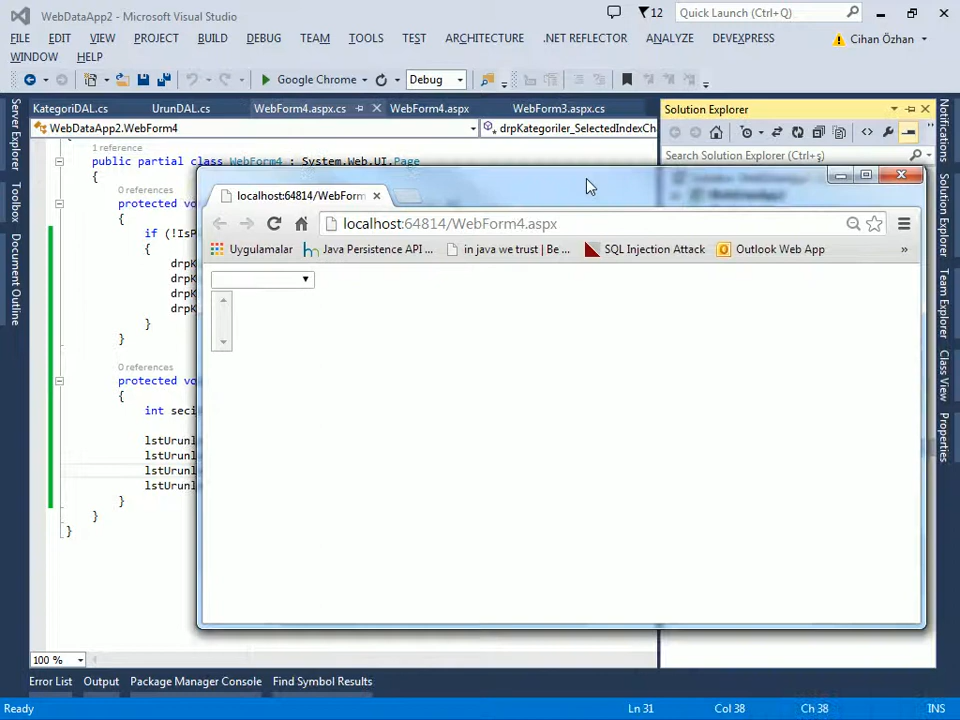 WebDataApp2 - Microsoft Visual Studio
12
Quick Launch (Ctrl+Q)
FILE EDIT VIEW PROJECT BUILD DEBUG TEAM TOOLS TEST ARCHITECTURE .NET REFLECTOR ANALYZE DEVEXPRESS
Cihan Özhan
WINDOW HELP
Google Chrome
Debug
KategoriDAL.cs UrunDAL.cs WebForm4.aspx.cs WebForm4.aspx WebForm3.aspx.cs
Solution Explorer
WebDataApp2.WebForm4
drpKategoriler_SelectedIndexCha
Search Solution Explorer (Ctrl+ş)
Server Explorer
Toolbox
Document Outline
1 reference
public partial class WebForm4 : System.Web.UI.Page
{
0 references
protected vo
{
if (!IsP
{
drpK
drpK
drpK
drpK
}
}
0 references
protected vo
{
int seci
lstUrunl
lstUrunl
lstUrunl
lstUrunl
}
}
}
localhost:64814/WebForm
localhost:64814/WebForm4.aspx
Uygulamalar
Java Persistence API ...
in java we trust | Be ...
SQL Injection Attack
Outlook Web App
»
Notifications
Solution Explorer
Team Explorer
Class View
Properties
100 %
Error List Output Package Manager Console Find Symbol Results
Ready
Ln 31 Col 38 Ch 38 INS